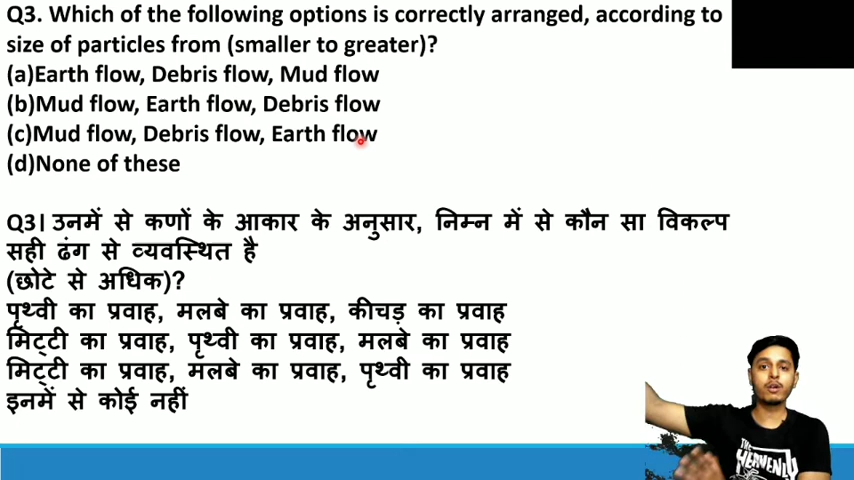 Q3. Which of the following options is correctly arranged, according to
size of particles from (smaller to greater)?
(a)Earth flow, Debris flow, Mud flow
(b)Mud flow, Earth flow, Debris flow
(c)Mud flow, Debris flow, Earth flow
(d)None of these
Q3। उनमें से कणों के आकार के अनुसार, निम्न में से कौन सा विकल्प
सही ढंग से व्यवस्थित है
(छोटे से अधिक)?
पृथ्वी का प्रवाह, मलबे का प्रवाह, कीचड़ का प्रवाह
मिट्टी का प्रवाह, पृथ्वी का प्रवाह, मलबे का प्रवाह
मिट्टी का प्रवाह, मलबे का प्रवाह, पृथ्वी का प्रवाह
इनमें से कोई नहीं
THE
HEAVENLY